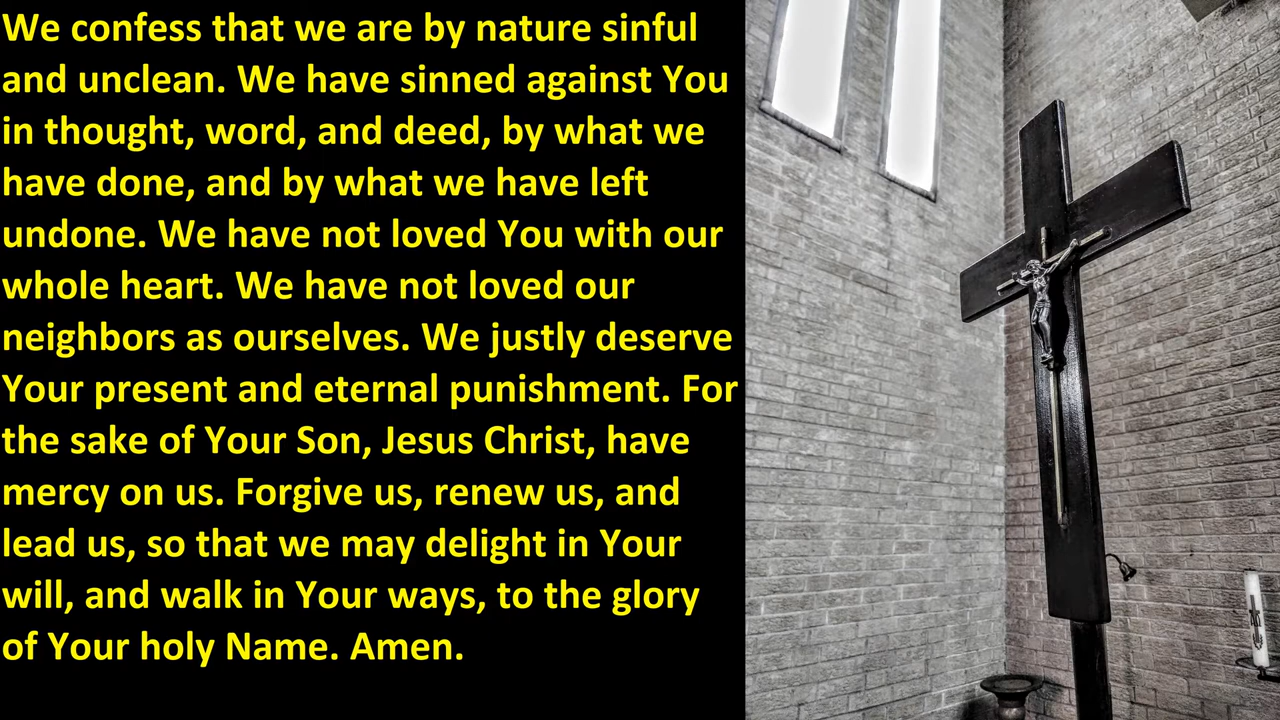 We confess that we are by nature sinful
and unclean. We have sinned against You
in thought, word, and deed, by what we
have done, and by what we have left
undone. We have not loved You with our
whole heart. We have not loved our
neighbors as ourselves. We justly deserve
Your present and eternal punishment. For
the sake of Your Son, Jesus Christ, have
mercy on us. Forgive us, renew us, and
lead us, so that we may delight in Your
will, and walk in Your ways, to the glory
of Your holy Name. Amen.